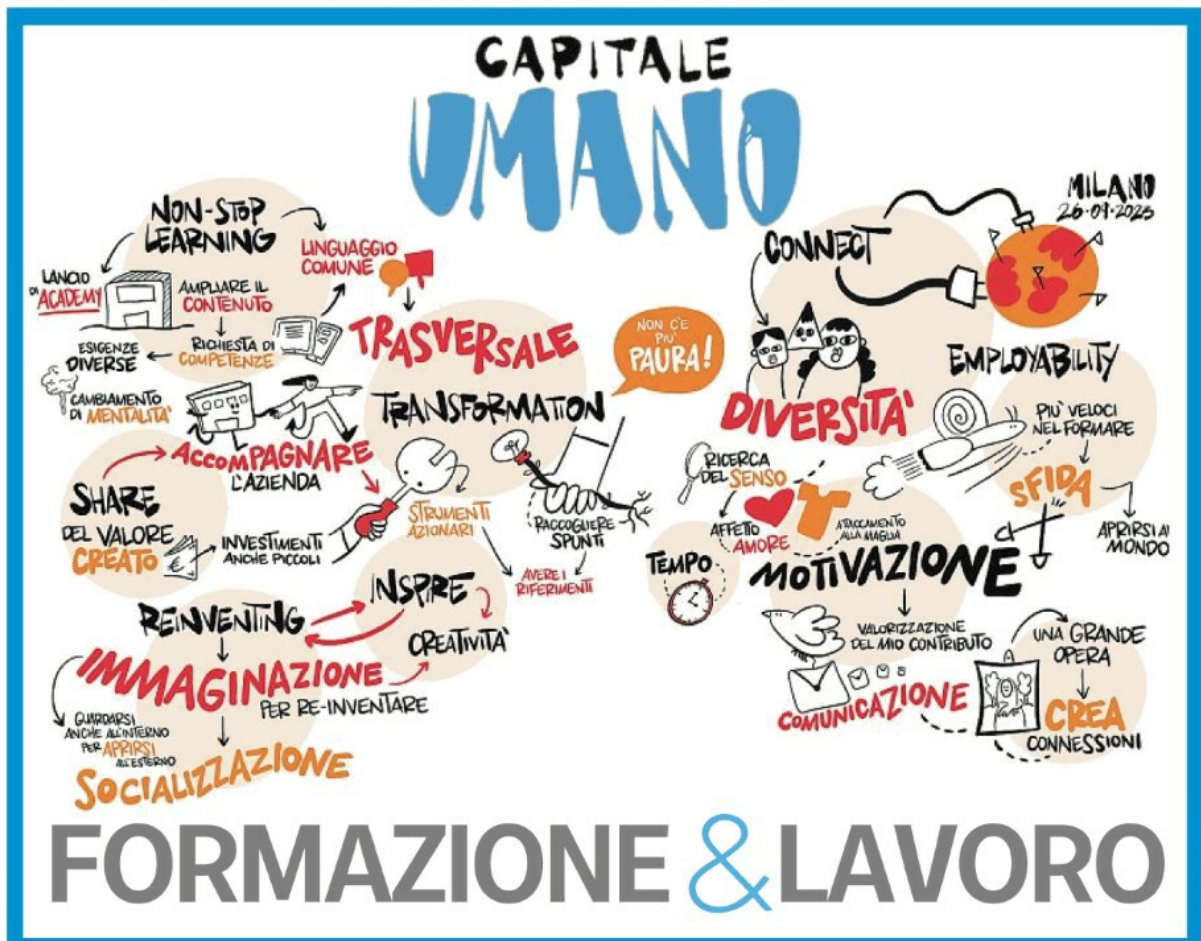 CAPITALE
UMANO
MILANO
26-09-2023
NON-STOP
LEARNING
LANCIO
DI ACADEMY
AMPLIARE IL
CONTENUTO
LINGUAGGIO
COMUNE
RICHIESTA DI
COMPETENZE
ESIGENZE
DIVERSE
CAMBIAMENTO
DI MENTALITA'
TRASVERSALE
TRANSFORMATION
NON C'È
PIU'
PAURA!
ACCOMPAGNARE
L'AZIENDA
SHARE
DEL VALORE
CREATO
€
INVESTIMENTI
ANCHE PICCOLI
STRUMENTI
AZIONARI
RACCOGLIERE
SPUNTI
AVERE I
RIFERIMENTI
INSPIRE
CREATIVITA'
REINVENTING
IMMAGINAZIONE
PER RE-INVENTARE
GUARDARSI
ANCHE ALL'INTERNO
PER APRIRSI
ALL'ESTERNO
SOCIALIZZAZIONE
CONNECT
DIVERSITA'
EMPLOYABILITY
PIU' VELOCI
NEL FORMARE
SFIDA
APRIRSI AL
MONDO
RICERCA
DEL SENSO
AFFETTO
AMORE
ATTACCAMENTO
ALLA MAGLIA
TEMPO
MOTIVAZIONE
VALORIZZAZIONE
DEL MIO CONTRIBUTO
COMUNICAZIONE
UNA GRANDE
OPERA
CREA
CONNESSIONI
FORMAZIONE & LAVORO